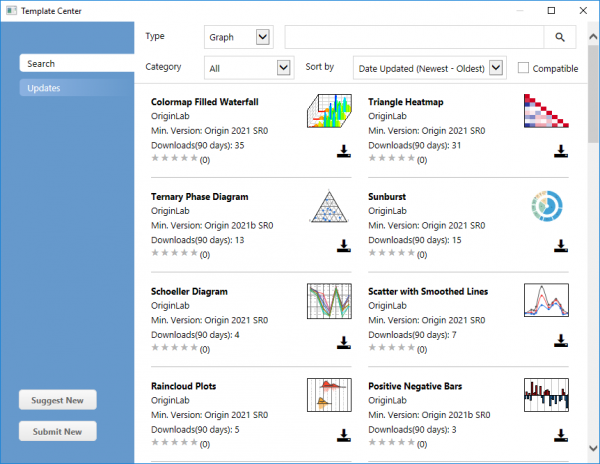 Template Center
Type
Graph
Search
Category
All
Sort by
Date Updated (Newest - Oldest)
Compatible
Updates
Colormap Filled Waterfall
OriginLab
Min. Version: Origin 2021 SR0
Downloads(90 days): 35
(0)
Triangle Heatmap
OriginLab
Min. Version: Origin 2021 SR0
Downloads(90 days): 31
(0)
Ternary Phase Diagram
OriginLab
Min. Version: Origin 2021b SR0
Downloads(90 days): 13
(0)
Sunburst
OriginLab
Min. Version: Origin 2021 SR0
Downloads(90 days): 15
(0)
Schoeller Diagram
OriginLab
Min. Version: Origin 2021 SR0
Downloads(90 days): 4
(0)
Scatter with Smoothed Lines
OriginLab
Min. Version: Origin 2021 SR0
Downloads(90 days): 7
(0)
Raincloud Plots
OriginLab
Min. Version: Origin 2021 SR0
Downloads(90 days): 5
(0)
Positive Negative Bars
OriginLab
Min. Version: Origin 2021b SR0
Downloads(90 days): 3
(0)
Suggest New
Submit New